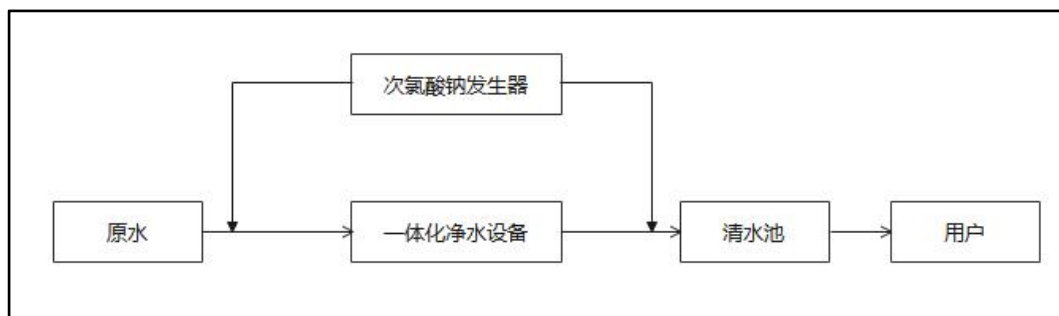 次氯酸钠发生器
原水
一体化净水设备
清水池
用户